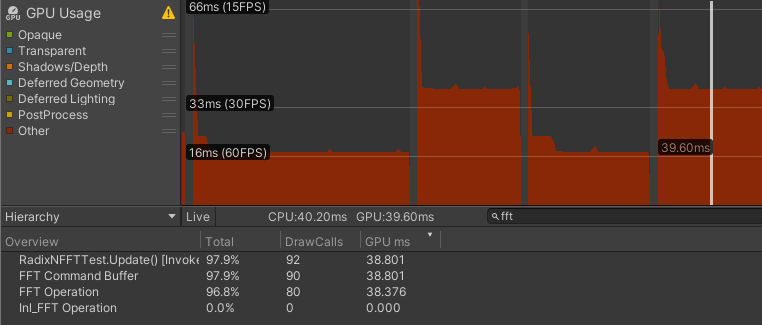 GPU Usage
Opaque
Transparent
Shadows/Depth
Deferred Geometry
Deferred Lighting
PostProcess
Other
66ms (15FPS)
33ms (30FPS)
16ms (60FPS)
39.60ms
Hierarchy Live CPU:40.20ms GPU:39.60ms fft
Overview Total DrawCalls GPU ms
RadixNFFTTest.Update() [Invoke 97.9% 92 38.801
FFT Command Buffer 97.9% 90 38.801
FFT Operation 96.8% 80 38.376
Inl_FFT Operation 0.0% 0 0.000